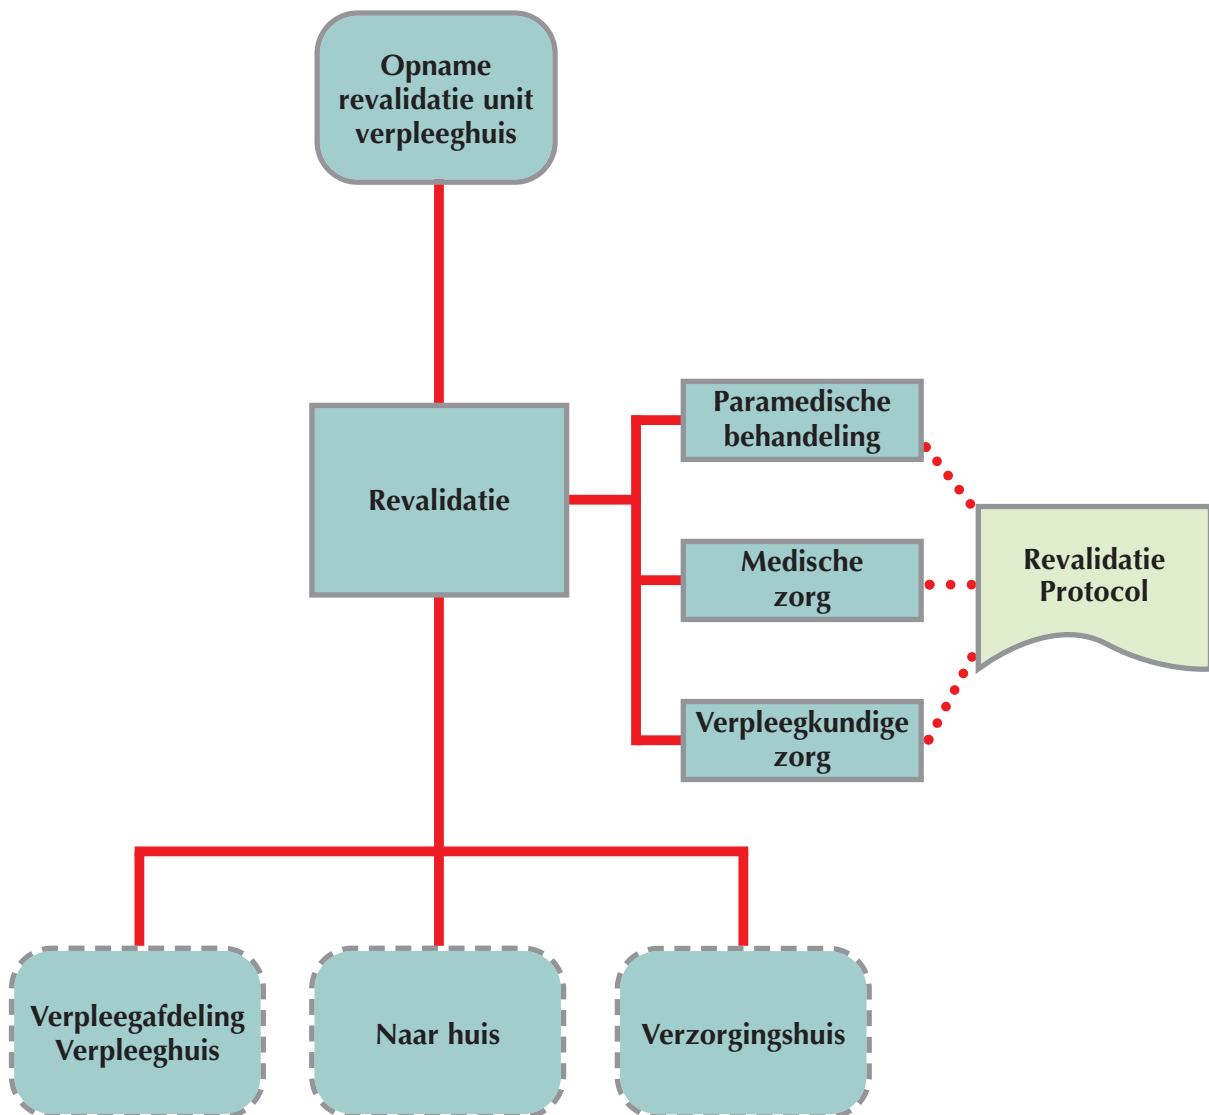 Opname
revalidatie unit
verpleeghuis
Revalidatie
Paramedische
behandeling
Medische
zorg
Verpleegkundige
zorg
Revalidatie
Protocol
Verpleegafdeling
Verpleeghuis
Naar huis
Verzorgingshuis